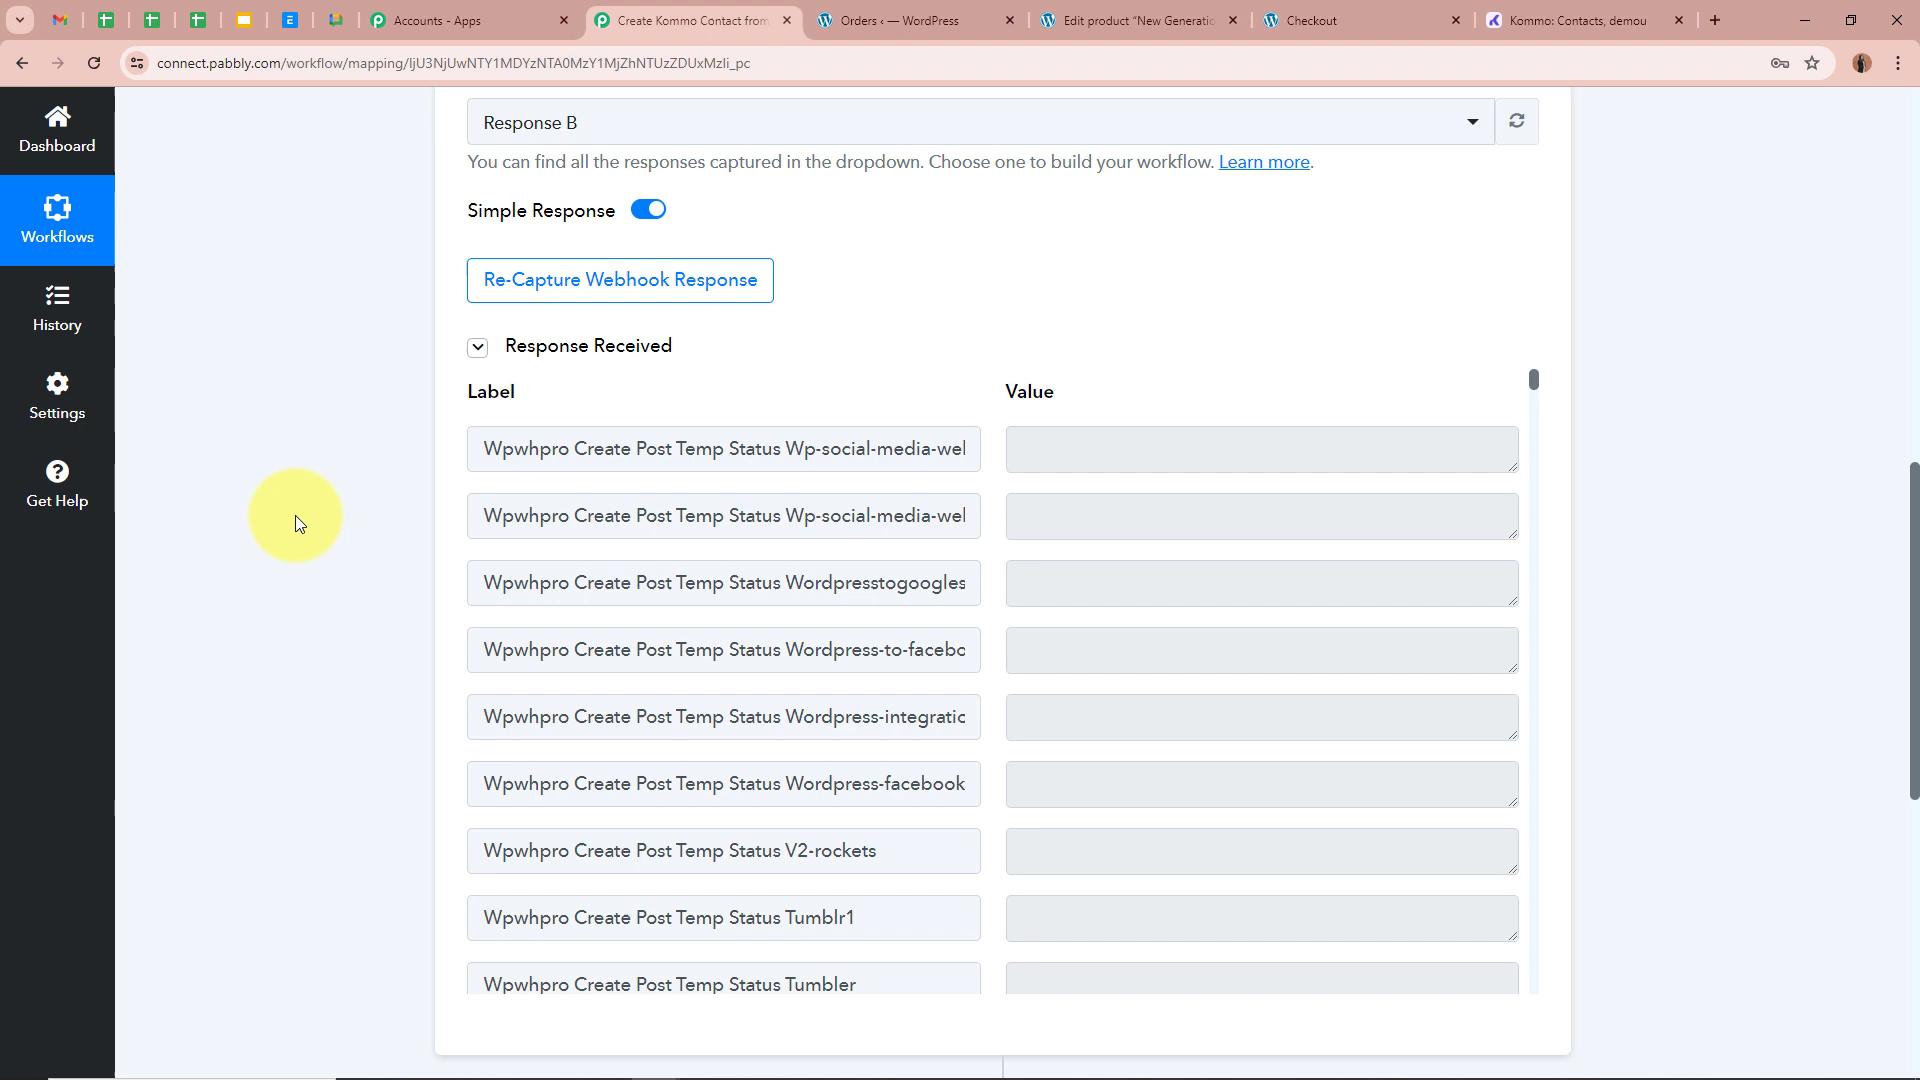 Accounts - Apps
Create Kommo Contact from
Orders ‹ — WordPress
Edit product “New Generatio
Checkout
Kommo: Contacts, demou
connect.pabbly.com/workflow/mapping/IjU3NjUwNTY1MDYzNTA0MzY1MjZhNTUzZDUxMzIi_pc
Dashboard
Workflows
History
Settings
Get Help
Response B
You can find all the responses captured in the dropdown. Choose one to build your workflow. Learn more.
Simple Response
Re-Capture Webhook Response
Response Received
Label
Value
Wpwhpro Create Post Temp Status Wp-social-media-wel
Wpwhpro Create Post Temp Status Wp-social-media-wel
Wpwhpro Create Post Temp Status Wordpresstogoogles
Wpwhpro Create Post Temp Status Wordpress-to-facebo
Wpwhpro Create Post Temp Status Wordpress-integratic
Wpwhpro Create Post Temp Status Wordpress-facebook
Wpwhpro Create Post Temp Status V2-rockets
Wpwhpro Create Post Temp Status Tumblr1
Wpwhpro Create Post Temp Status Tumbler